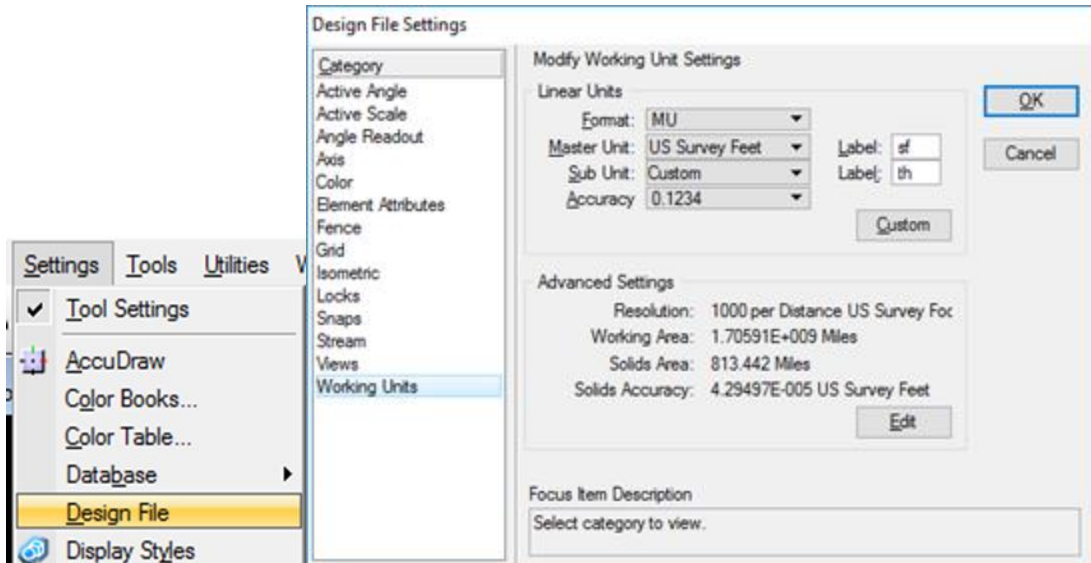 Settings Tools Utilities
Tool Settings
AccuDraw
Color Books...
Color Table...
Database
Design File
Display Styles
Design File Settings
Category
Active Angle
Active Scale
Angle Readout
Axis
Color
Element Attributes
Fence
Grid
Isometric
Locks
Snaps
Stream
Views
Working Units
Modify Working Unit Settings
Linear Units
Format: MU
Master Unit: US Survey Feet Label: sf
Sub Unit: Custom Label: th
Accuracy 0.1234
Custom
Advanced Settings
Resolution: 1000 per Distance US Survey Foc
Working Area: 1.70591E+009 Miles
Solids Area: 813.442 Miles
Solids Accuracy: 4.29497E-005 US Survey Feet
Edit
Focus Item Description
Select category to view.
OK
Cancel